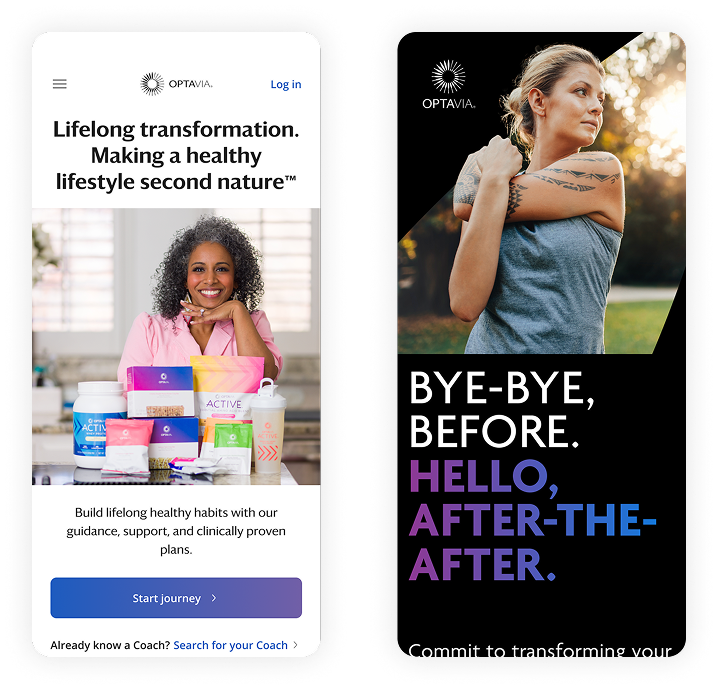 OPTAVIA
Log in
Lifelong transformation.
Making a healthy
lifestyle second nature™
OPTAVIA
ACTIVE
ACTIVE
ACTIVE
Build lifelong healthy habits with our
guidance, support, and clinically proven
plans.
Start journey
Already know a Coach? Search for your Coach
OPTAVIA
BYE-BYE,
BEFORE.
HELLO,
AFTER-THE-
AFTER.
Commit to transforming your